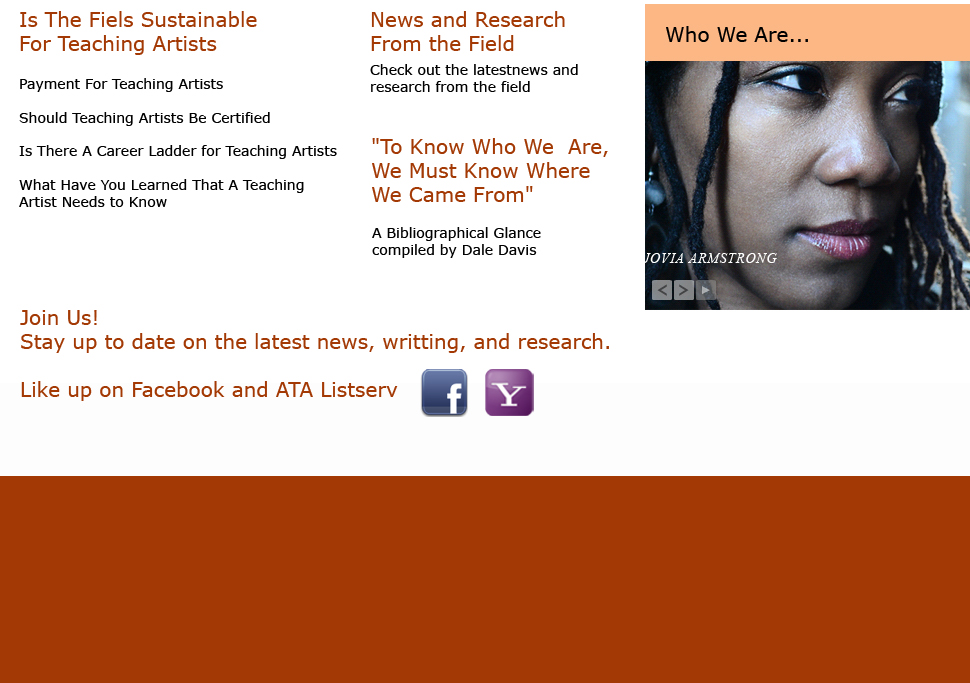 Is The Fiels Sustainable
For Teaching Artists
Payment For Teaching Artists
Should Teaching Artists Be Certified
Is There A Career Ladder for Teaching Artists
What Have You Learned That A Teaching
Artist Needs to Know
News and Research
From the Field
Check out the latestnews and
research from the field
"To Know Who We  Are,
We Must Know Where
We Came From"
A Bibliographical Glance
compiled by Dale Davis
Who We Are...
JOVIA ARMSTRONG
Join Us!
Stay up to date on the latest news, writting, and research.
Like up on Facebook and ATA Listserv
f
Y